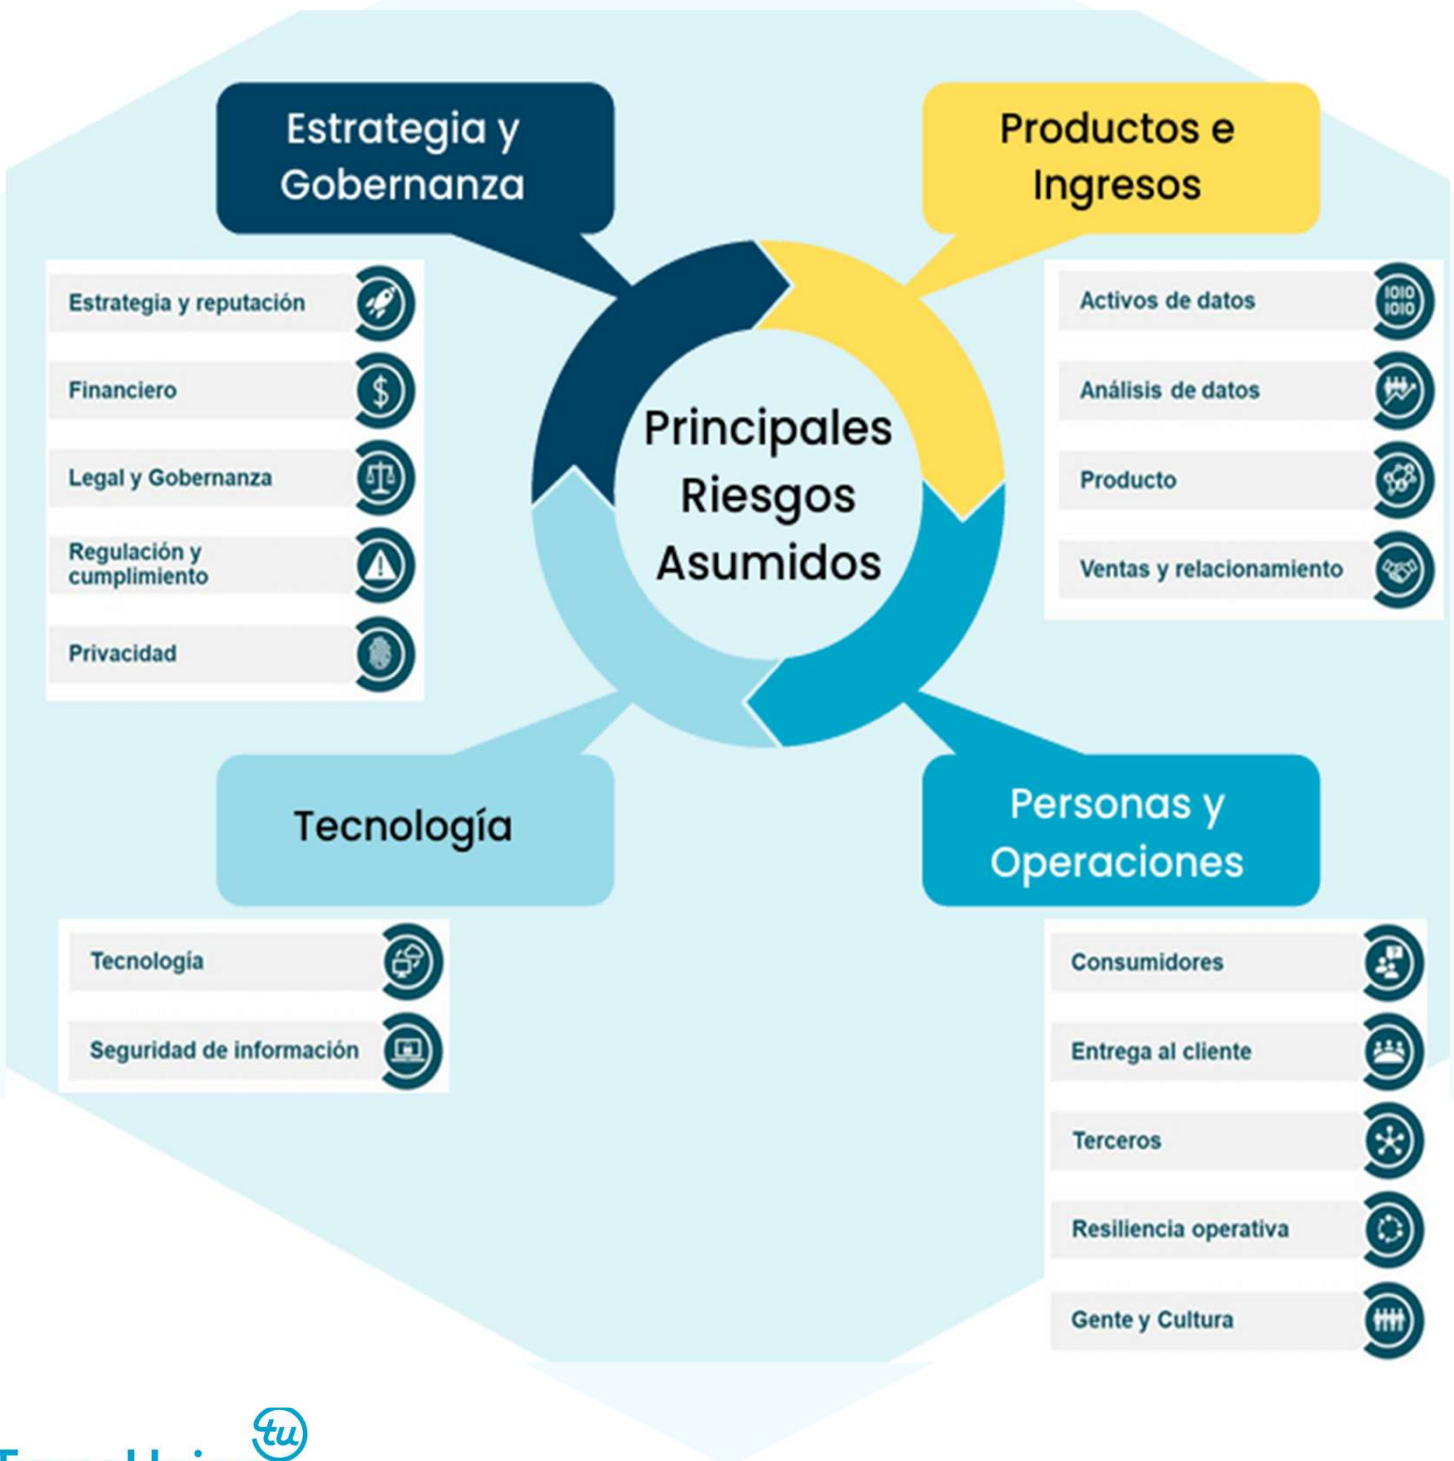 Estrategia y
Gobernanza
Productos e
Ingresos
Estrategia y reputación
Financiero
Legal y Gobernanza
Regulación y
cumplimiento
Privacidad
Principales
Riesgos
Asumidos
Activos de datos
1010
1010
Análisis de datos
Producto
Ventas y relacionamiento
Tecnología
Personas y
Operaciones
Tecnología
Seguridad de información
Consumidores
Entrega al cliente
Terceros
Resiliencia operativa
Gente y Cultura
tu